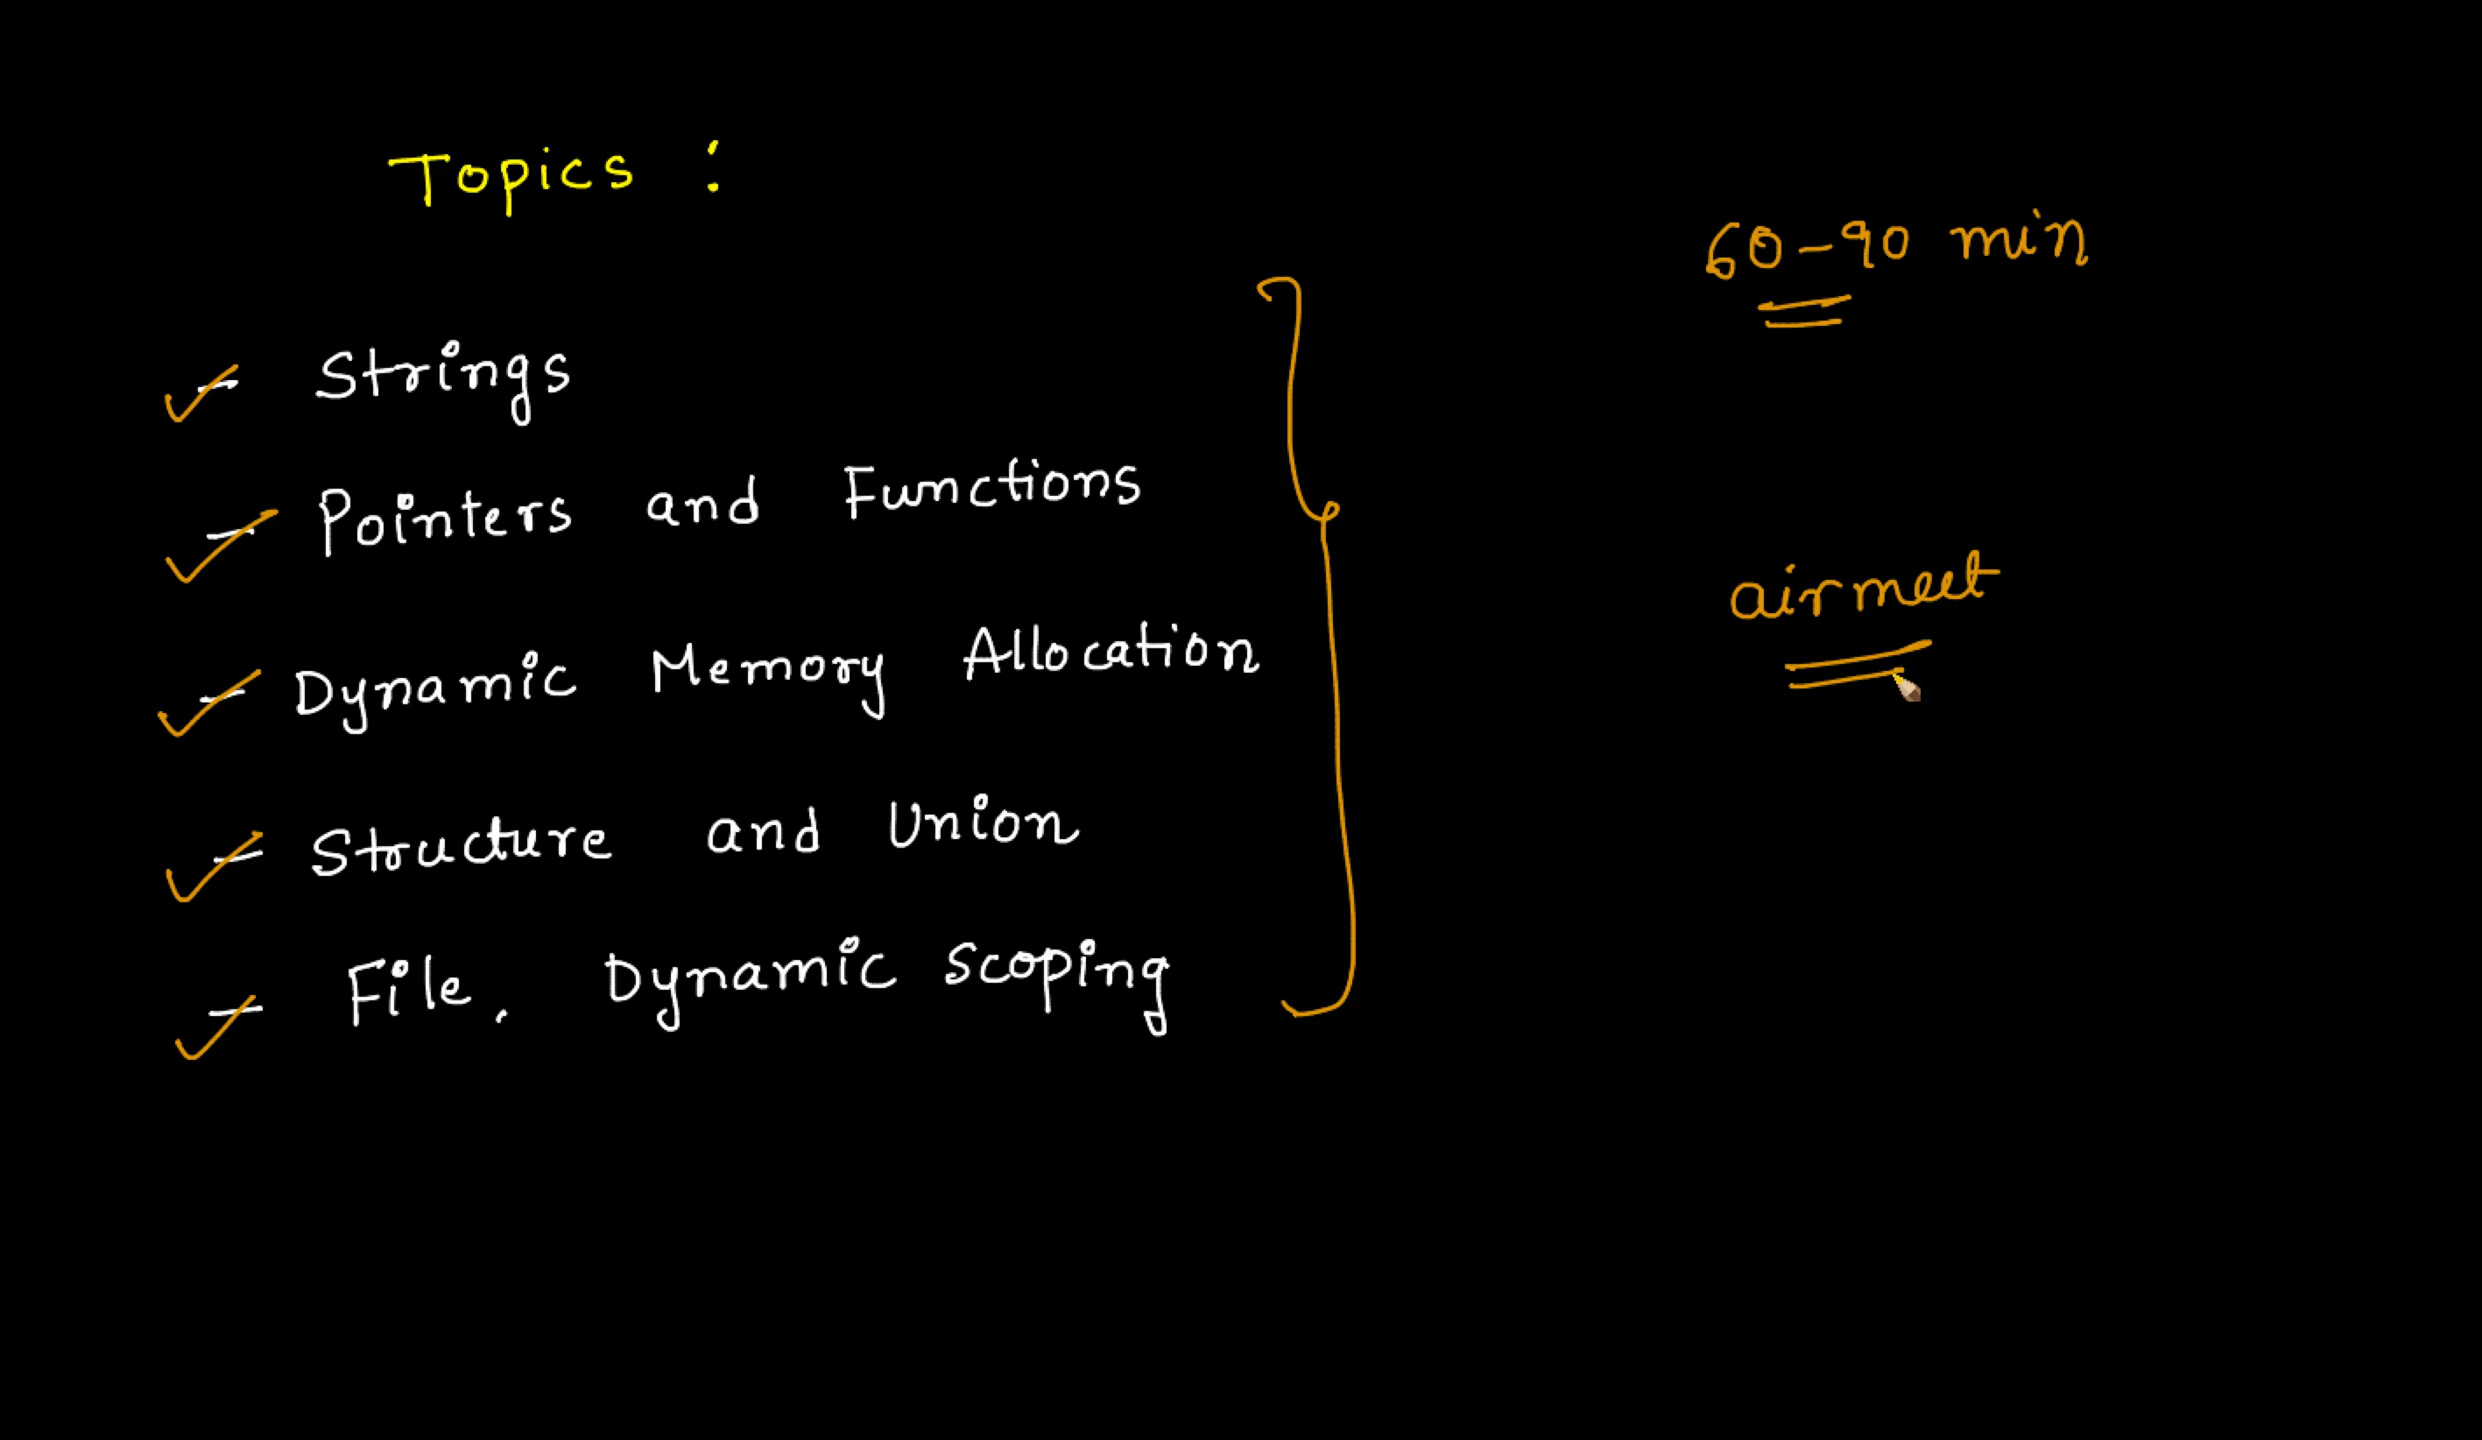 Topics :
- Strings
- Pointers and Functions
- Dynamic Memory Allocation
- Structure and Union
- File, Dynamic Scoping
60-90 min
airmeet